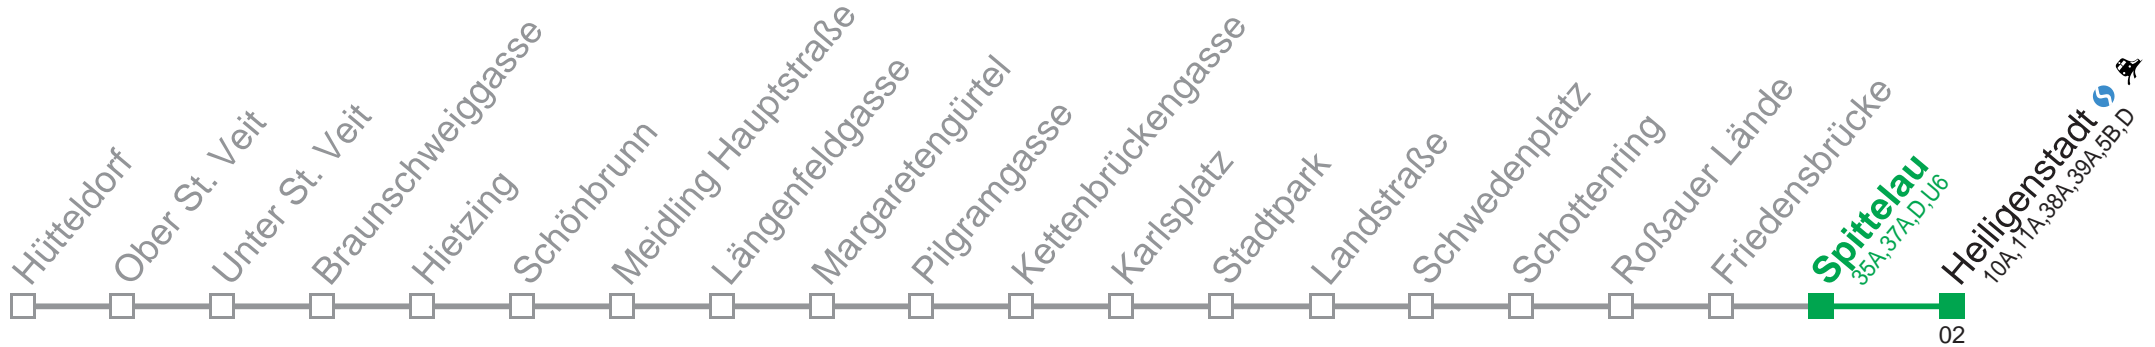 Hütteldorf
Ober St. Veit
Unter St. Veit
Braunschweiggasse
Hietzing
Schönbrunn
Meidling Hauptstraße
Längenfeldgasse
Margaretengürtel
Pilgramgasse
Kettenbrückengasse
Karlsplatz
Stadtpark
Landstraße
Schwedenplatz
Schottenring
Roßauer Lände
Friedensbrücke
Spittelau
35A,37A,D,U6
Heiligenstadt
10A,11A,38A,39A,5B,D
02